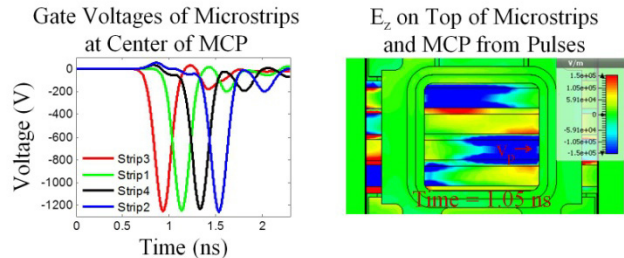 Gate Voltages of Microstrips
at Center of MCP
Voltage (V)
0
-200
-400
-600
-800
-1000
-1200
Strip3
Strip1
Strip4
Strip2
0
0.5
1
1.5
2
Time (ns)
E_z on Top of Microstrips
and MCP from Pulses
V/m
1.5e+05
1.05e+05
5.91e+04
0
-5.91e+04
-1.05e+05
-1.5e+05
Time = 1.05 ns